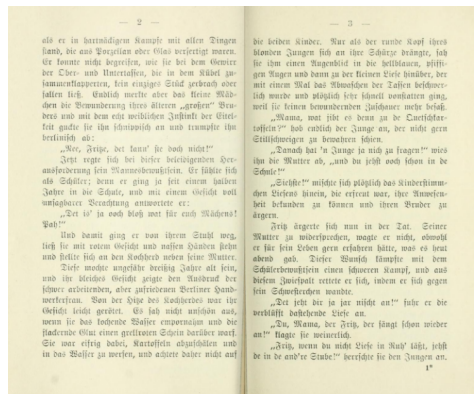 — 2 —
als er in hartnäckigem Kampfe mit allen Dingen
stand, die aus Porzellan oder Glas verfertigt waren.
Er konnte nicht begreifen, wie sie bei dem Gewirr
der Ober- und Untertassen, die in dem Kübel zu-
sammenklapperten, kein einziges Stück zerbrach oder
fallen ließ. Endlich merkte aber das kleine Mäd-
chen die Bewunderung ihres älteren „großen“ Bru-
ders und mit dem echt weiblichen Instinkt der Eitel-
keit guckte sie ihn schnippisch an und trumpfte ihn
berlinisch ab:
„Nee, Fritze, det kann' sie doch nicht!“
Jetzt regte sich bei dieser beleidigenden Her-
ausforderung sein Mannesbewußtsein. Er fühlte sich
als Schüler; denn er ging ja seit einem halben
Jahre in die Schule, und mit einem Gesicht voll
unsagbarer Verachtung antwortete er:
„Det is' ja ooch bloß wat für euch Mächens!
Pah!“
Und damit ging er von ihrem Stuhl weg,
ließ sie mit rotem Gesicht und nassen Händen stehn
und stellte sich an den Kochherd neben seine Mutter.
Diese mochte ungefähr dreißig Jahre alt sein,
und ihr bleiches Gesicht zeigte den Ausdruck der
schwer arbeitenden, aber zufriedenen Berliner Hand-
werkerfrau. Von der Hitze des Kochherdes war ihr
Gesicht leicht gerötet. Es sah nicht unschön aus,
wenn sie das kochende Wasser emporhahm und die
flackernde Glut einen grellroten Schein darüber warf.
Sie war eifrig dabei, Kartoffeln abzuschälen und
in das Wasser zu werfen, und achtete daher nicht auf
— 3 —
die beiden Kinder. Nur als der runde Kopf ihres
blonden Jungen sich an ihre Schürze drängte, sah
sie ihm einen Augenblick in die hellblauen, pfiffi-
gen Augen und dann zu der kleinen Liese hinüber, der
mit einem Mal das Abwaschen der Tassen beschwer-
lich wurde und plötzlich sehr schnell vonstatten ging,
weil sie keinen bewundernden Zuschauer mehr besaß.
„Mama, wat jibt es denn zu de Quetschkar-
toffeln?“ hob endlich der Junge an, der nicht gern
Stillschweigen zu bewahren schien.
„Danach hat 'n Junge ja nich zu fragen!“ wies
ihn die Mutter ab, „und du jehst ooch schon in de
Schule!“
„Siehste!“ mischte sich plötzlich das Kinderstimm-
chen Liesens hinein, die erfreut war, ihre Anwesen-
heit bekunden zu können und ihren Bruder zu
ärgern.
Fritz ärgerte sich nun in der Tat. Seiner
Mutter zu widersprechen, wagte er nicht, obwohl
er für sein Leben gern erfahren hätte, was es heut
abend gab. Dieser Wunsch kämpfte mit dem
Schülerbewußtsein einen schweren Kampf, und aus
diesem Zwiespalt rettete er sich, indem er sich gegen
sein Schwesterchen wandte.
„Det jeht dir ja jar nischt an!“ fuhr er die
verblüfft dastehende Liese an.
„Du, Mama, der Fritz, der fängt schon wieder
an!“ klagte sie weinerlich.
„Fritz, wenn du nicht Liese in Ruh' läßt, jehst
de in de and're Stube!“ herrschte sie den Jungen an.
1*